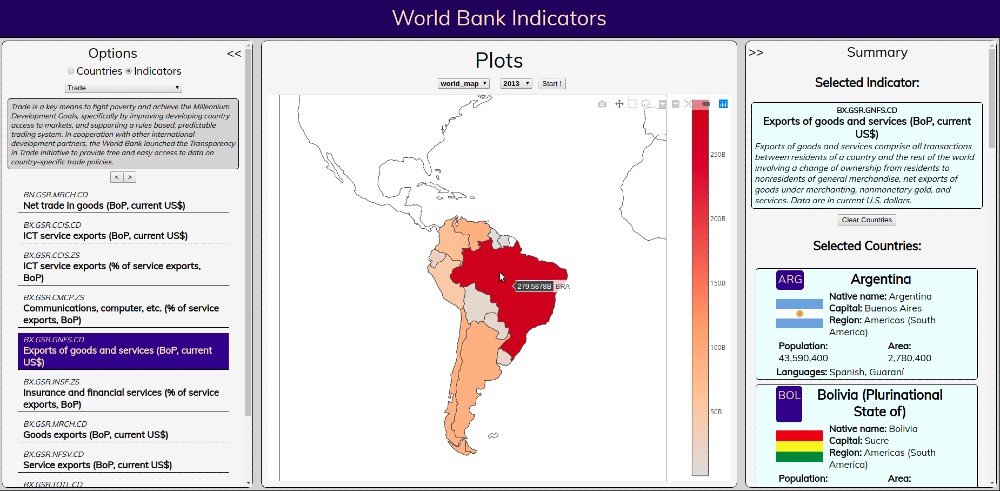 World Bank Indicators
Options
<<
Countries Indicators
Trade
Trade is a key means to fight poverty and achieve the Millenium
Development Goals, specifically by improving developing country
access to markets, and supporting a rules based, predictable
trading system. In cooperation with other international
development partners, the World Bank launched the Transparency
in Trade Initiative to provide free and easy access to data on
country-specific trade policies.
< >
BN.GSR.MRCH.CD
Net trade in goods (BoP, current US$)
BX.GSR.CCIS.CD
ICT service exports (BoP, current US$)
BX.GSR.CCIS.ZS
ICT service exports (% of service exports,
BoP)
BX.GSR.CMCP.ZS
Communications, computer, etc. (% of service
exports, BoP)
BX.GSR.GNFS.CD
Exports of goods and services (BoP, current
US$)
BX.GSR.INSF.ZS
Insurance and financial services (% of service
exports, BoP)
BX.GSR.MRCH.CD
Goods exports (BoP, current US$)
BX.GSR.NFSV.CD
Service exports (BoP, current US$)
BX.GSR.TOTL.CD
Plots
world_map 2013 Start !
250B
200B
150B
100B
50B
279.5878B BRA
>>
Summary
Selected Indicator:
BX.GSR.GNFS.CD
Exports of goods and services (BoP, current
US$)
Exports of goods and services comprise all transactions
between residents of a country and the rest of the world
involving a change of ownership from residents to
nonresidents of general merchandise, net exports of
goods under merchanting, nonmonetary gold, and
services. Data are in current U.S. dollars.
Clear Countries
Selected Countries:
ARG
Argentina
Native name: Argentina
Capital: Buenos Aires
Region: Americas (South
America)
Population: Area:
43,590,400 2,780,400
Languages: Spanish, Guaraní
BOL
Bolivia (Plurinational
State of)
Native name: Bolivia
Capital: Sucre
Region: Americas (South
America)
Population: Area: